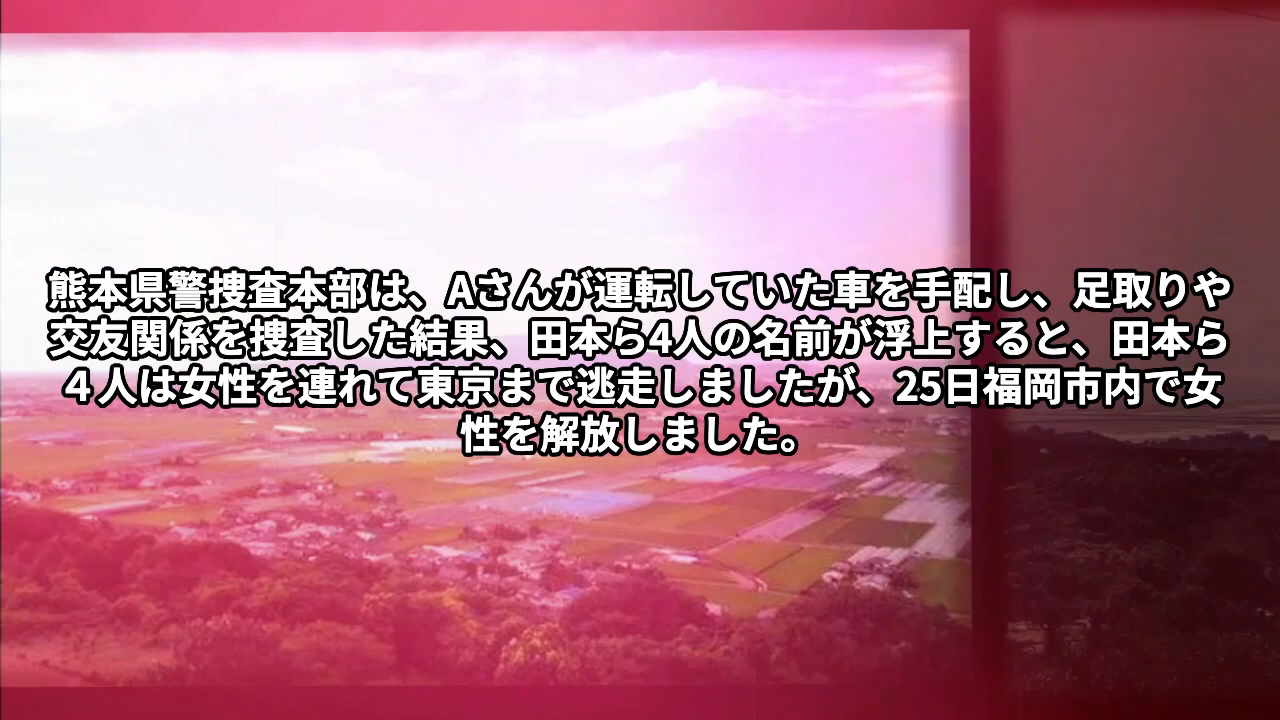 熊本県警捜査本部は、Aさんが運転していた車を手配し、足取りや
交友関係を捜査した結果、田本ら4人の名前が浮上すると、田本ら
４人は女性を連れて東京まで逃走しましたが、25日福岡市内で女
性を解放しました。